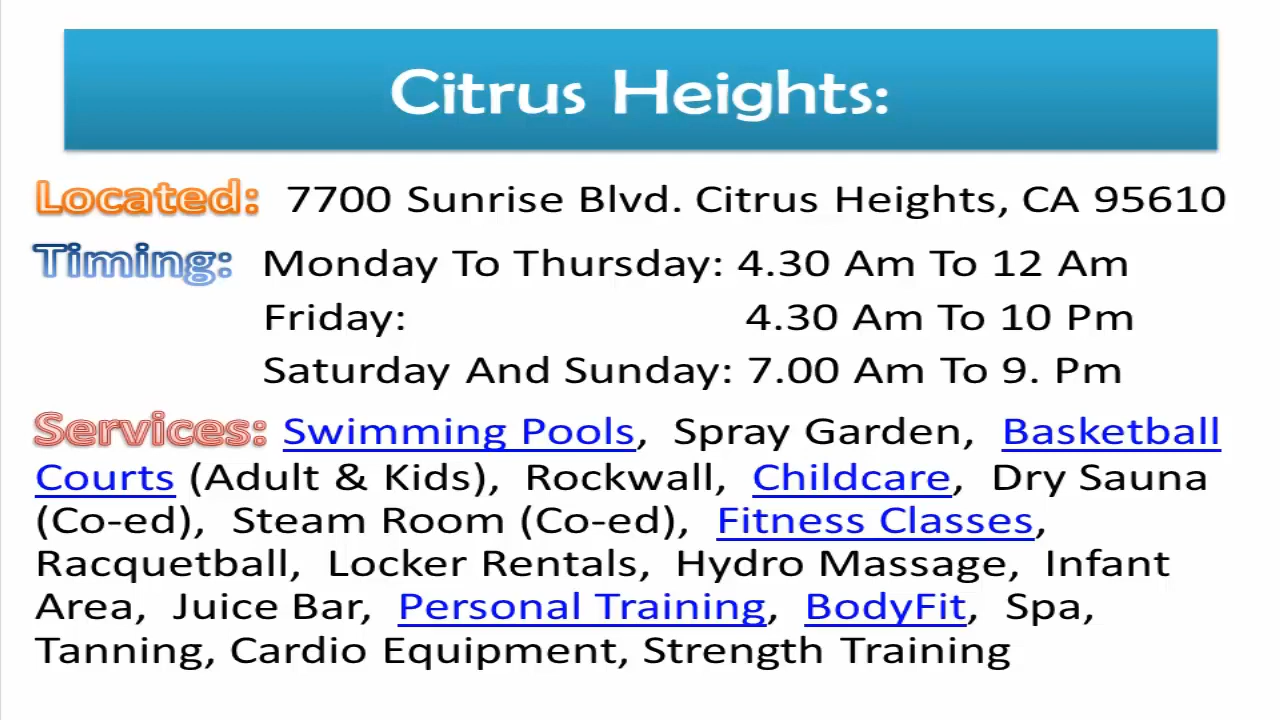 Citrus Heights:
Located: 7700 Sunrise Blvd. Citrus Heights, CA 95610
Timing: Monday To Thursday: 4.30 Am To 12 Am
Friday: 4.30 Am To 10 Pm
Saturday And Sunday: 7.00 Am To 9. Pm
Services: Swimming Pools, Spray Garden, Basketball
Courts (Adult & Kids), Rockwall, Childcare, Dry Sauna
(Co-ed), Steam Room (Co-ed), Fitness Classes,
Racquetball, Locker Rentals, Hydro Massage, Infant
Area, Juice Bar, Personal Training, BodyFit, Spa,
Tanning, Cardio Equipment, Strength Training